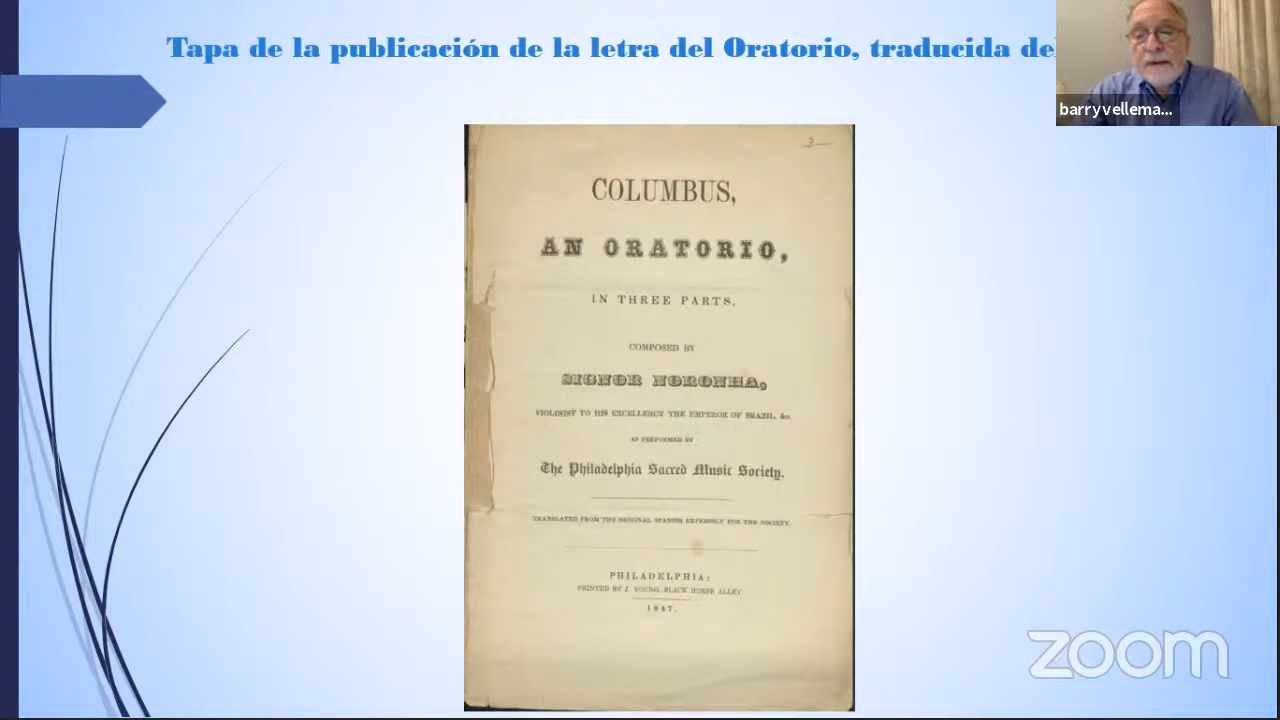 Tapa de la publicación de la letra del Oratorio, traducida de
barryvellema...
3
COLUMBUS,
AN ORATORIO,
IN THREE PARTS,
COMPOSED BY
SIGNOR NORONHA,
VIOLINIST TO HIS EXCELLENCY THE EMPEROR OF BRAZIL, &c.
AS PERFORMED BY
The Philadelphia Sacred Music Society.
TRANSLATED FROM THE ORIGINAL SPANISH EXPRESSLY FOR THE SOCIETY.
PHILADELPHIA:
PRINTED BY J. YOUNG, BLACK HORSE ALLEY.
1847.
zoom